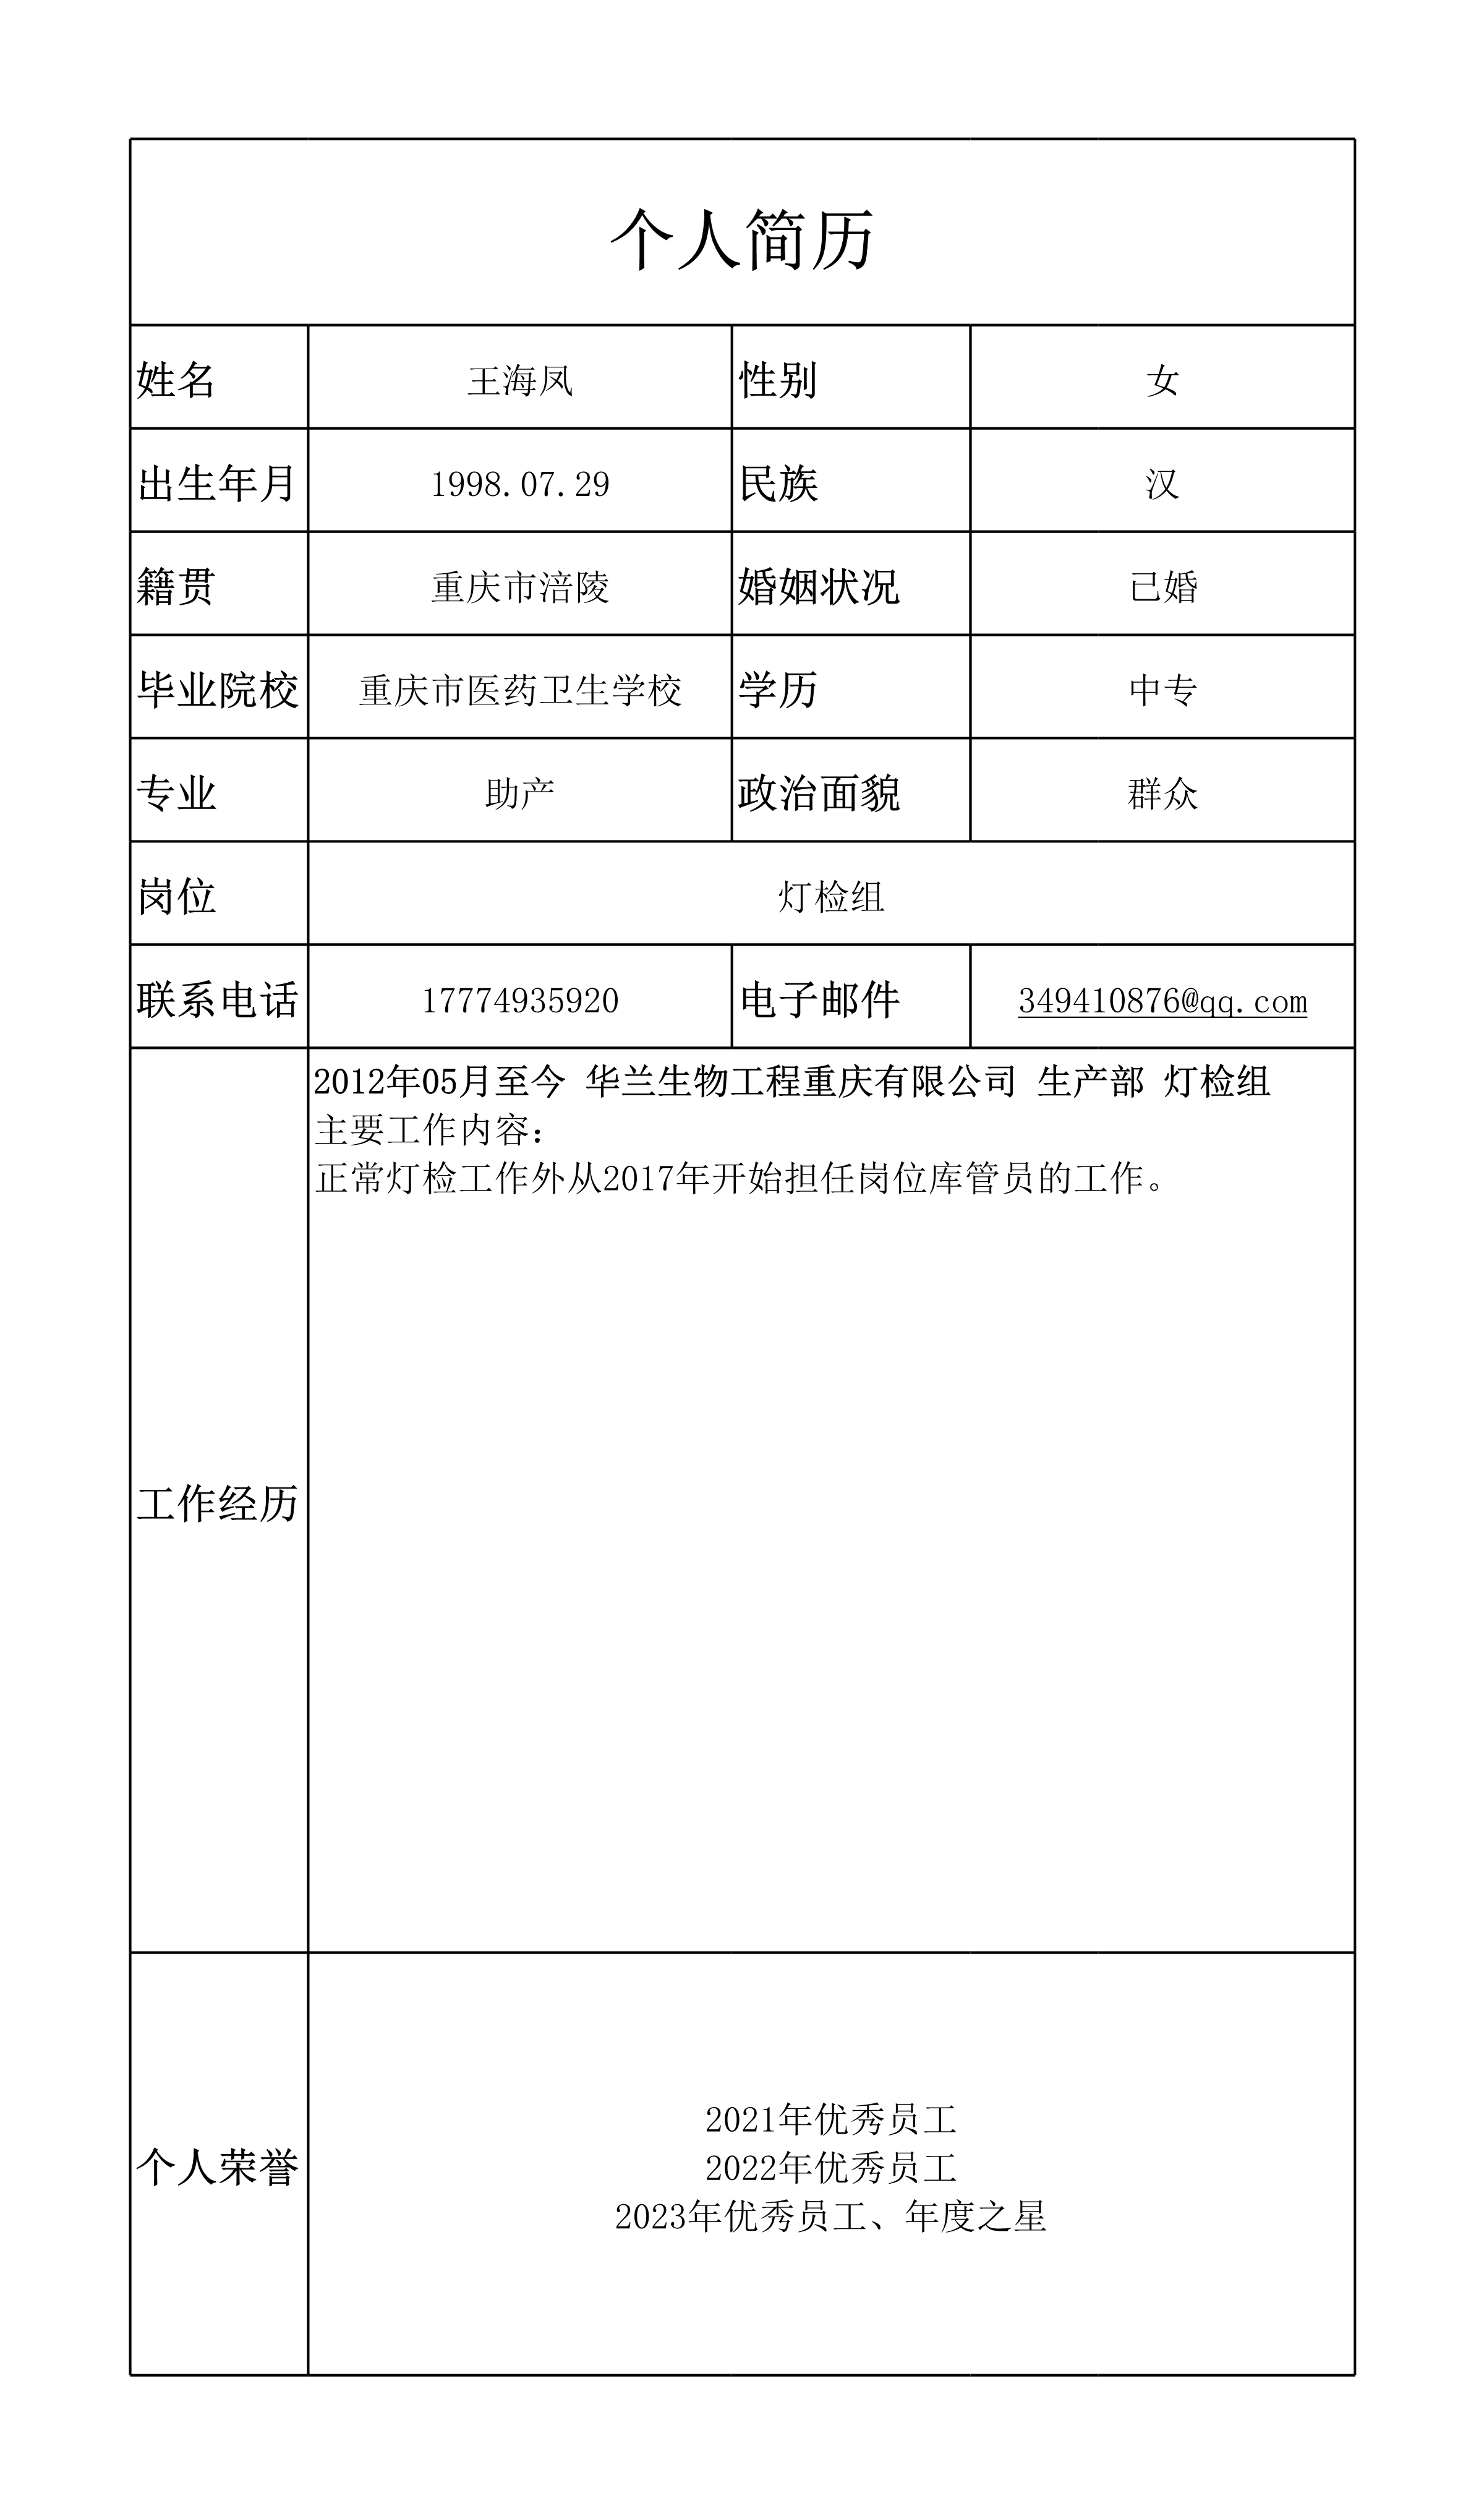 个人简历
姓名 王海凤 性别 女
出生年月 1998.07.29 民族 汉
籍贯 重庆市涪陵 婚姻状况 已婚
毕业院校 重庆市医药卫生学校 学历 中专
专业 助产 政治面貌 群众
岗位 灯检组
联系电话 17774935920 电子邮件 349410876@qq.com
2012年05月至今 华兰生物工程重庆有限公司 生产部 灯检组
主要工作内容：
正常灯检工作外从2017年开始担任岗位库管员的工作。
工作经历
2021年优秀员工
2022年优秀员工
个人荣誉
2023年优秀员工、年度之星